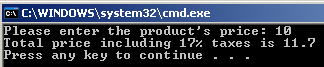 C:\WINDOWS\system32\cmd.exe
Please enter the product's price: 10
Total price including 17% taxes is 11.7
Press any key to continue . . .